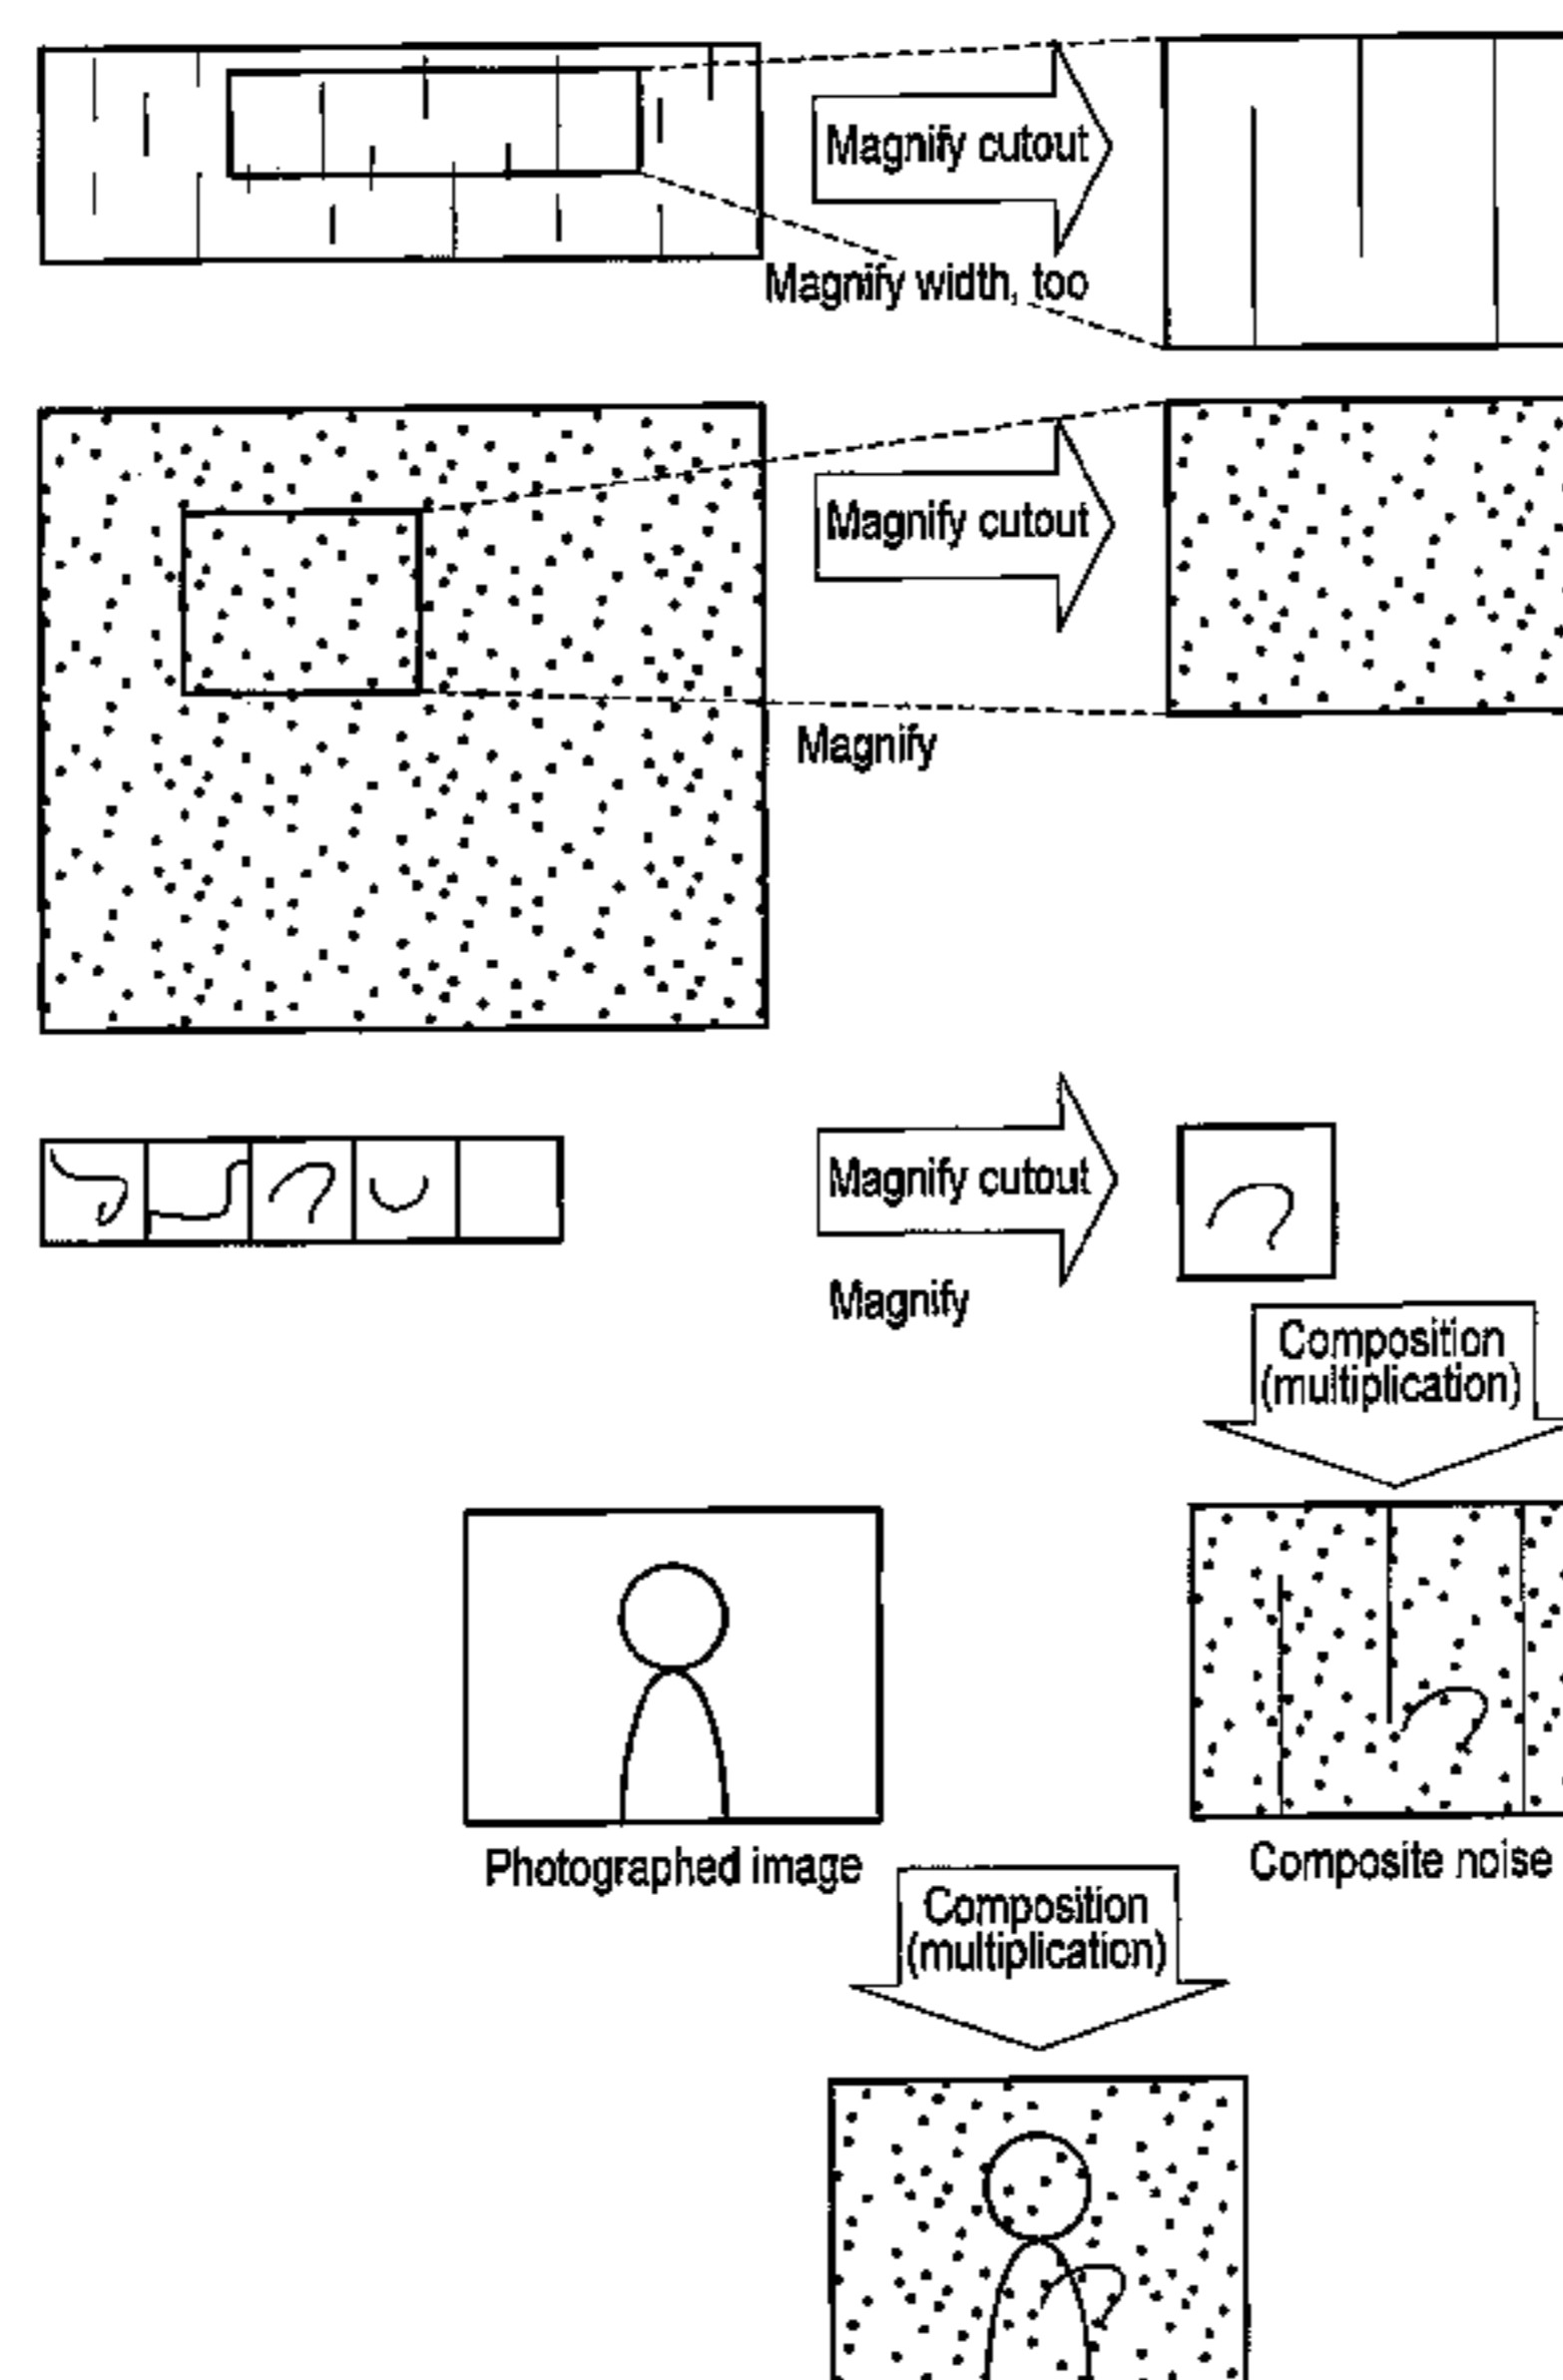 Magnify cutout
Magnify width, too
Magnify cutout
Magnify
Magnify cutout
Magnify
Composition
(multiplication)
Photographed image
Composite noise
Composition
(multiplication)